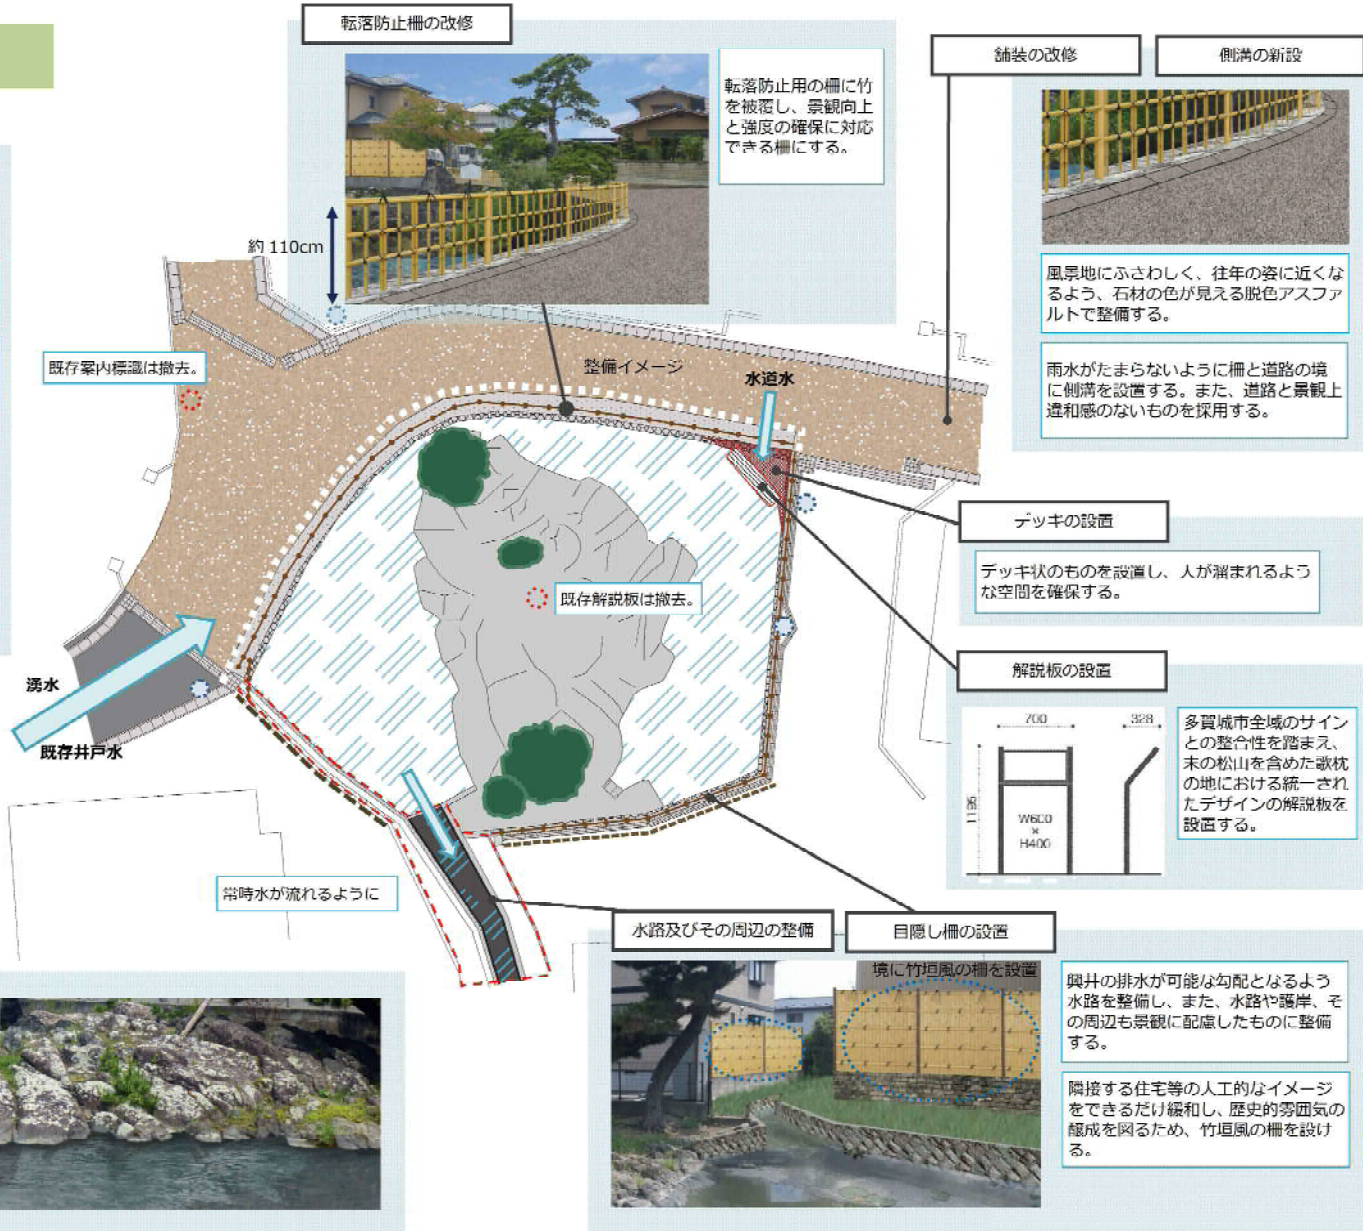 転落防止柵の改修
転落防止用の柵に竹
を被覆し、景観向上
と強度の確保に対応
できる柵にする。
約 110cm
舗装の改修
側溝の新設
風景地にふさわしく、往年の姿に近くな
るよう、石材の色が見える脱色アスファ
ルトで整備する。
雨水がたまらないように柵と道路の境
に側溝を設置する。また、道路と景観上
違和感のないものを採用する。
既存案内標識は撤去。
整備イメージ
水道水
デッキの設置
デッキ状のものを設置し、人が溜まれるよう
な空間を確保する。
既存解説板は撤去。
湧水
既存井戸水
解説板の設置
700
328
1195
W600
×
H400
多賀城市全域のサイン
との整合性を踏まえ、
末の松山を含めた歌枕
の地における統一され
たデザインの解説板を
設置する。
常時水が流れるように
水路及びその周辺の整備
目隠し柵の設置
境に竹垣風の柵を設置
興井の排水が可能な勾配となるよう
水路を整備し、また、水路や護岸、そ
の周辺も景観に配慮したものに整備
する。
隣接する住宅等の人工的なイメージ
をできるだけ緩和し、歴史的雰囲気の
醸成を図るため、竹垣風の柵を設け
る。